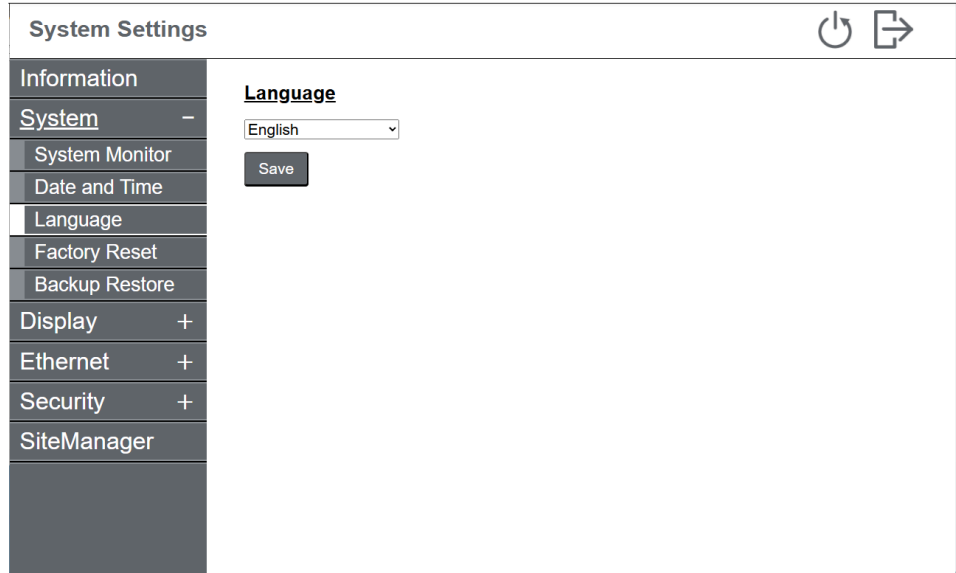 System Settings
Information
System −
System Monitor
Date and Time
Language
Factory Reset
Backup Restore
Display +
Ethernet +
Security +
SiteManager
Language
English
Save